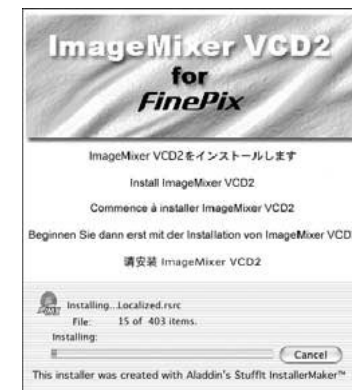 ImageMixer VCD2
for
FinePix
ImageMixer VCD2をインストールします
Install ImageMixer VCD2
Commence à installer ImageMixer VCD2
Beginnen Sie dann erst mit der Installation von ImageMixer VCD
请安装 ImageMixer VCD2
Installing...Localized.rsrc
File: 15 of 403 items.
Installing:
Cancel
This installer was created with Aladdin's StuffIt InstallerMaker™